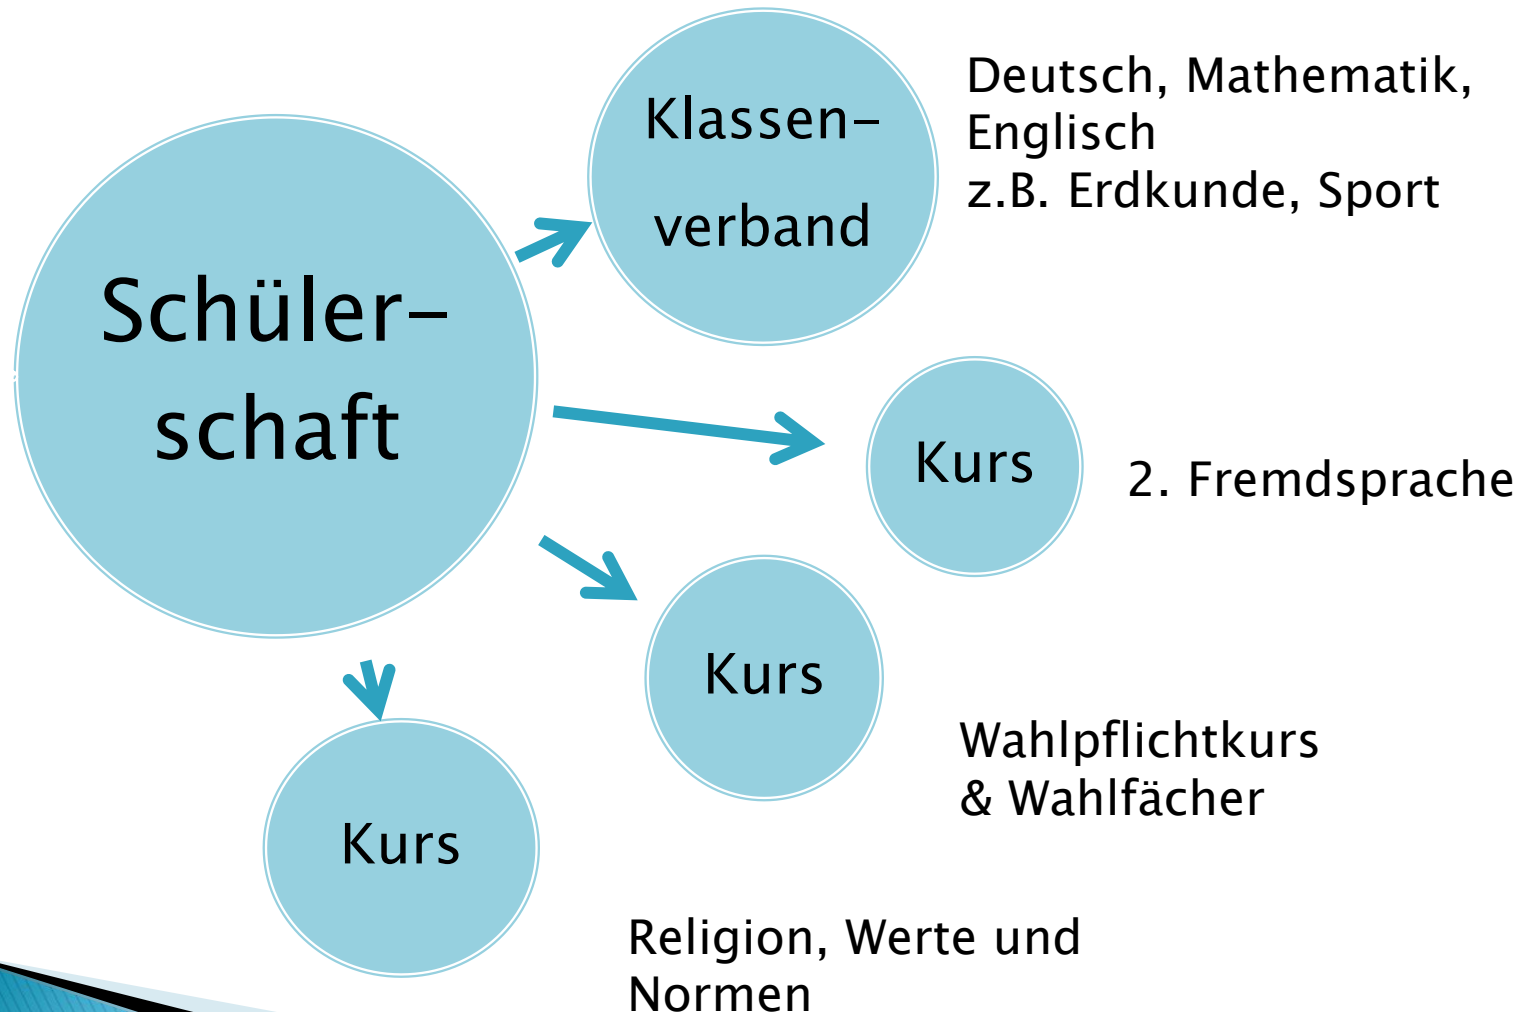 Schüler-
schaft
Klassen-
verband
Deutsch, Mathematik,
Englisch
z.B. Erdkunde, Sport
Kurs
2. Fremdsprache
Kurs
Wahlpflichtkurs
& Wahlfächer
Kurs
Religion, Werte und
Normen